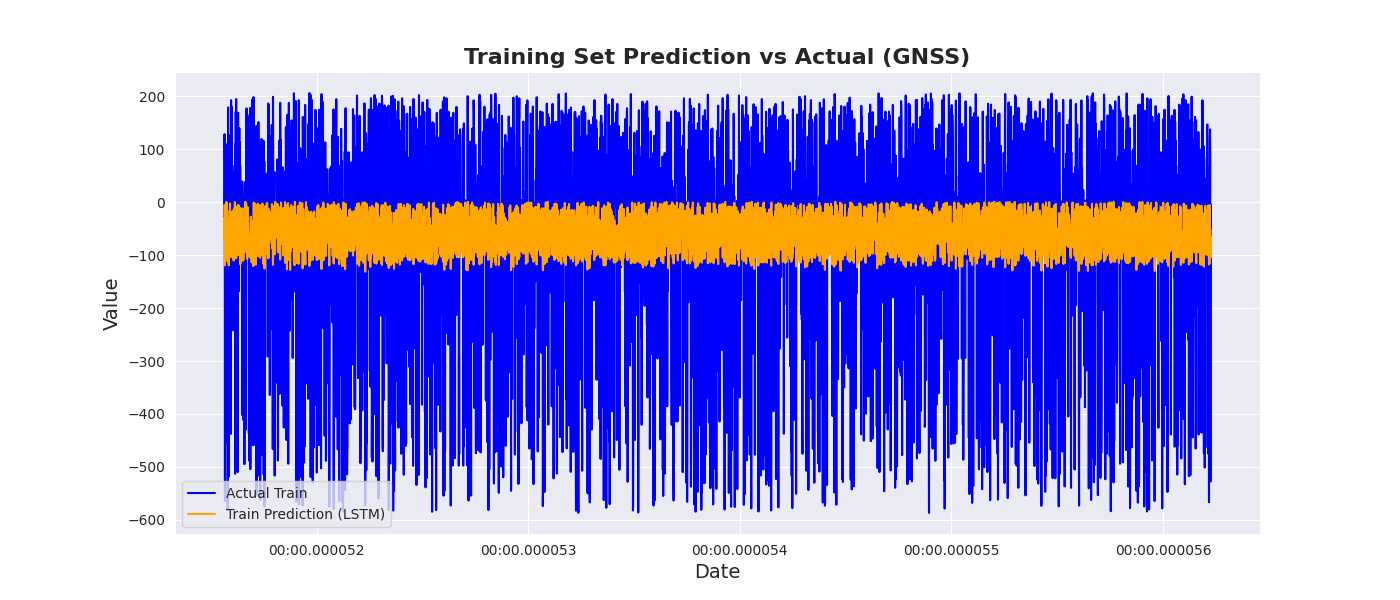 Training Set Prediction vs Actual (GNSS)
200
100
0
−100
−200
−300
−400
−500
−600
Value
Actual Train
Train Prediction (LSTM)
00:00.000052 00:00.000053 00:00.000054 00:00.000055 00:00.000056
Date